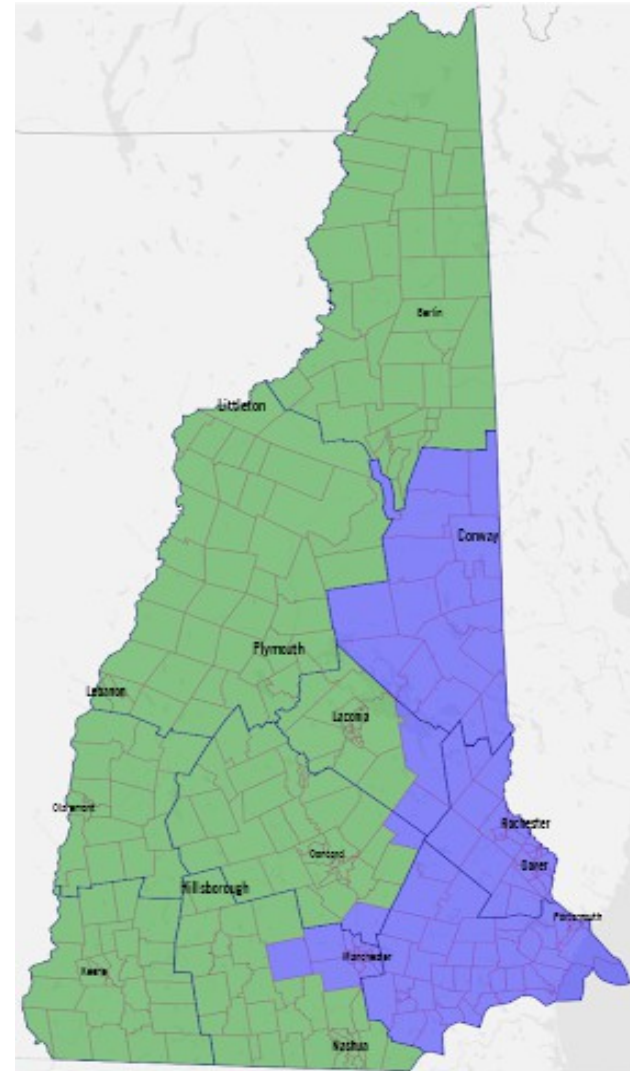 Berlin
Littleton
Conway
Plymouth
Lebanon
Laconia
Claremont
Rochester
Concord
Dover
Hillsborough
Portsmouth
Manchester
Keene
Nashua